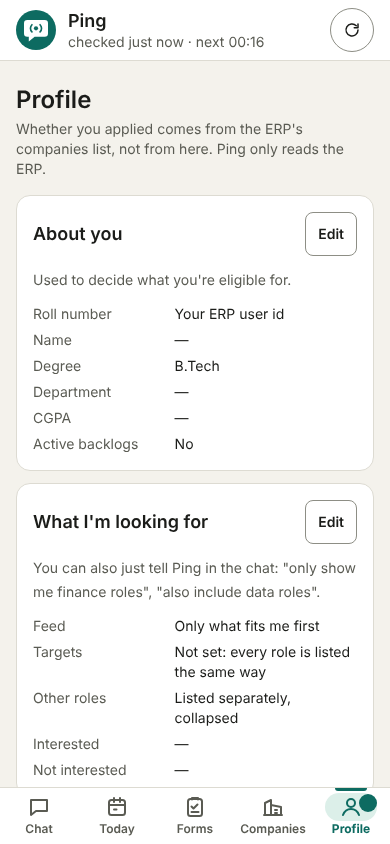 Ping
checked just now · next 00:16
Profile
Whether you applied comes from the ERP's
companies list, not from here. Ping only reads the
ERP.
About you
Edit
Used to decide what you're eligible for.
Roll number Your ERP user id
Name —
Degree B.Tech
Department —
CGPA —
Active backlogs No
What I'm looking for
Edit
You can also just tell Ping in the chat: "only show
me finance roles", "also include data roles".
Feed Only what fits me first
Targets Not set: every role is listed
the same way
Other roles Listed separately,
collapsed
Interested —
Not interested —
Chat Today Forms Companies Profile